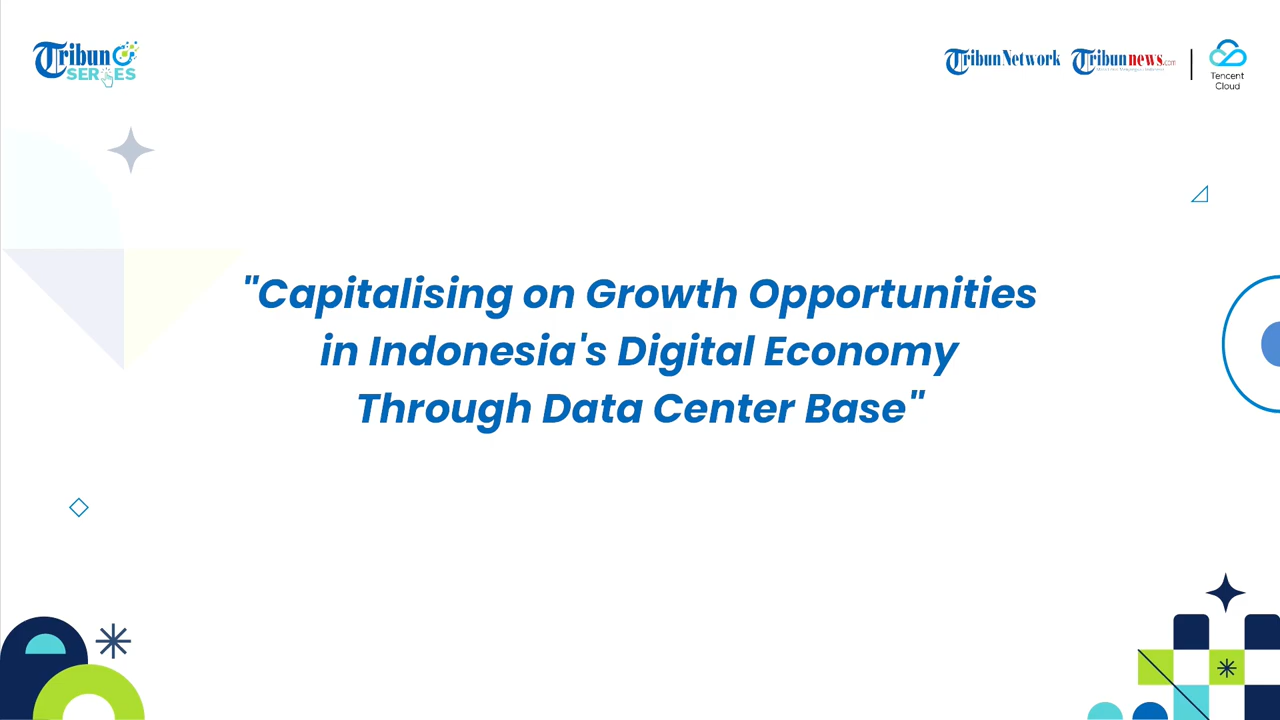 Tribun
SERIES
TribunNetwork
Tribunnews.com
Tencent
Cloud
"Capitalising on Growth Opportunities
in Indonesia's Digital Economy
Through Data Center Base"